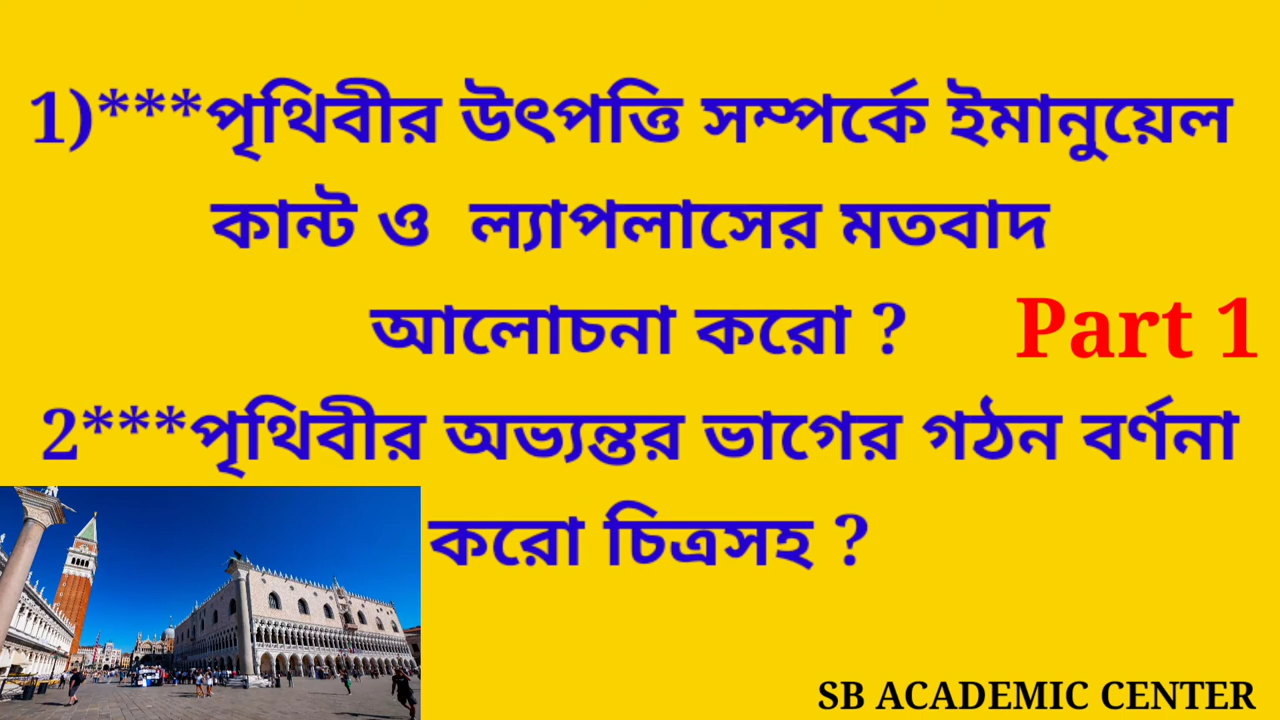 1)***পৃথিবীর উৎপত্তি সম্পর্কে ইমানুয়েল
কান্ট ও ল্যাপলাসের মতবাদ
আলোচনা করো ?
Part 1
2***পৃথিবীর অভ্যন্তর ভাগের গঠন বর্ণনা
করো চিত্রসহ ?
SB ACADEMIC CENTER